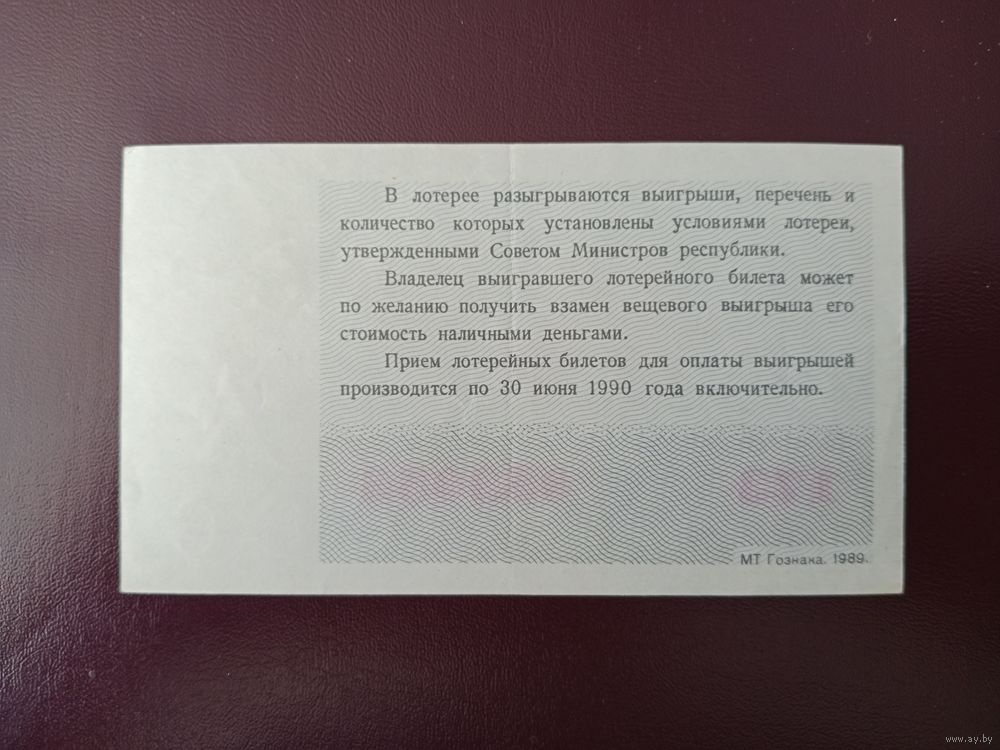 В лотерее разыгрываются выигрыши, перечень и
количество которых установлены условиями лотереи,
утвержденными Советом Министров республики.
Владелец выигравшего лотерейного билета может
по желанию получить взамен вещевого выигрыша его
стоимость наличными деньгами.
Прием лотерейных билетов для оплаты выигрышей
производится по 30 июня 1990 года включительно.
МТ Гознака. 1989.
www.ay.by